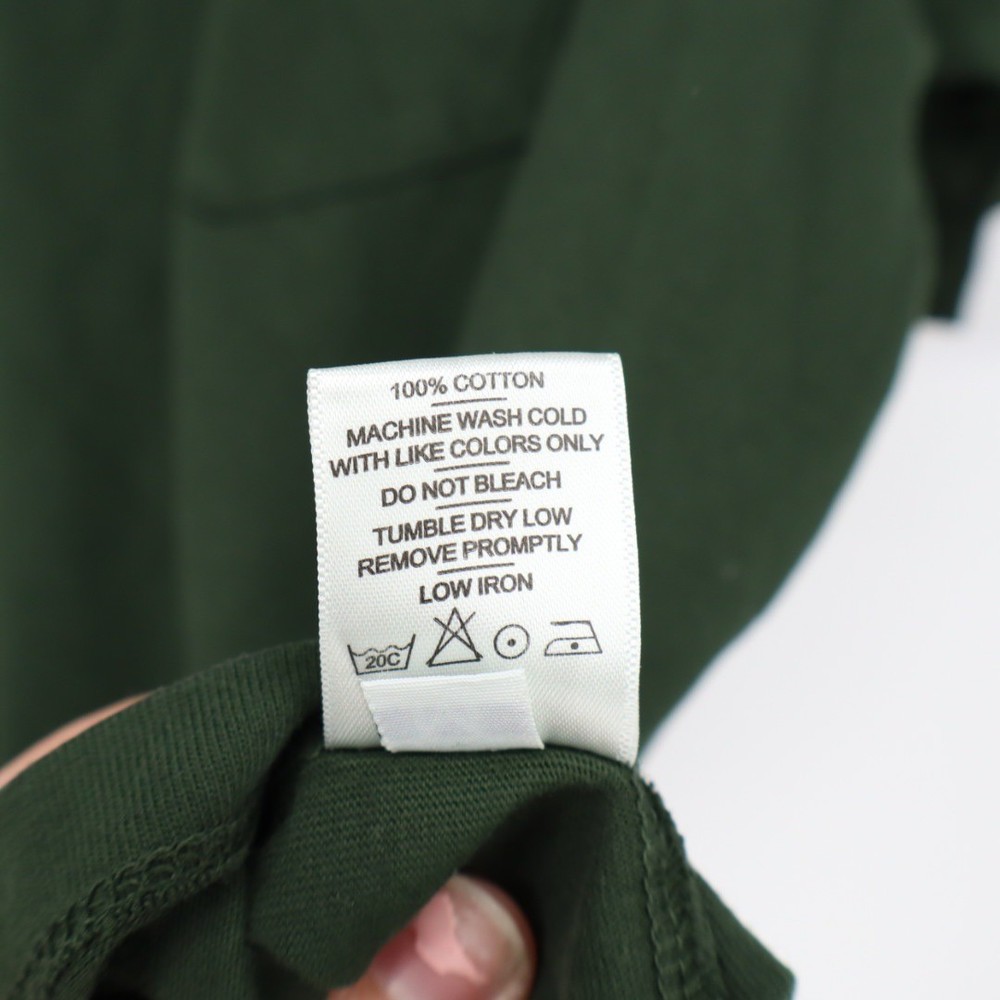 100% COTTON
MACHINE WASH COLD
WITH LIKE COLORS ONLY
DO NOT BLEACH
TUMBLE DRY LOW
REMOVE PROMPTLY
LOW IRON
20C